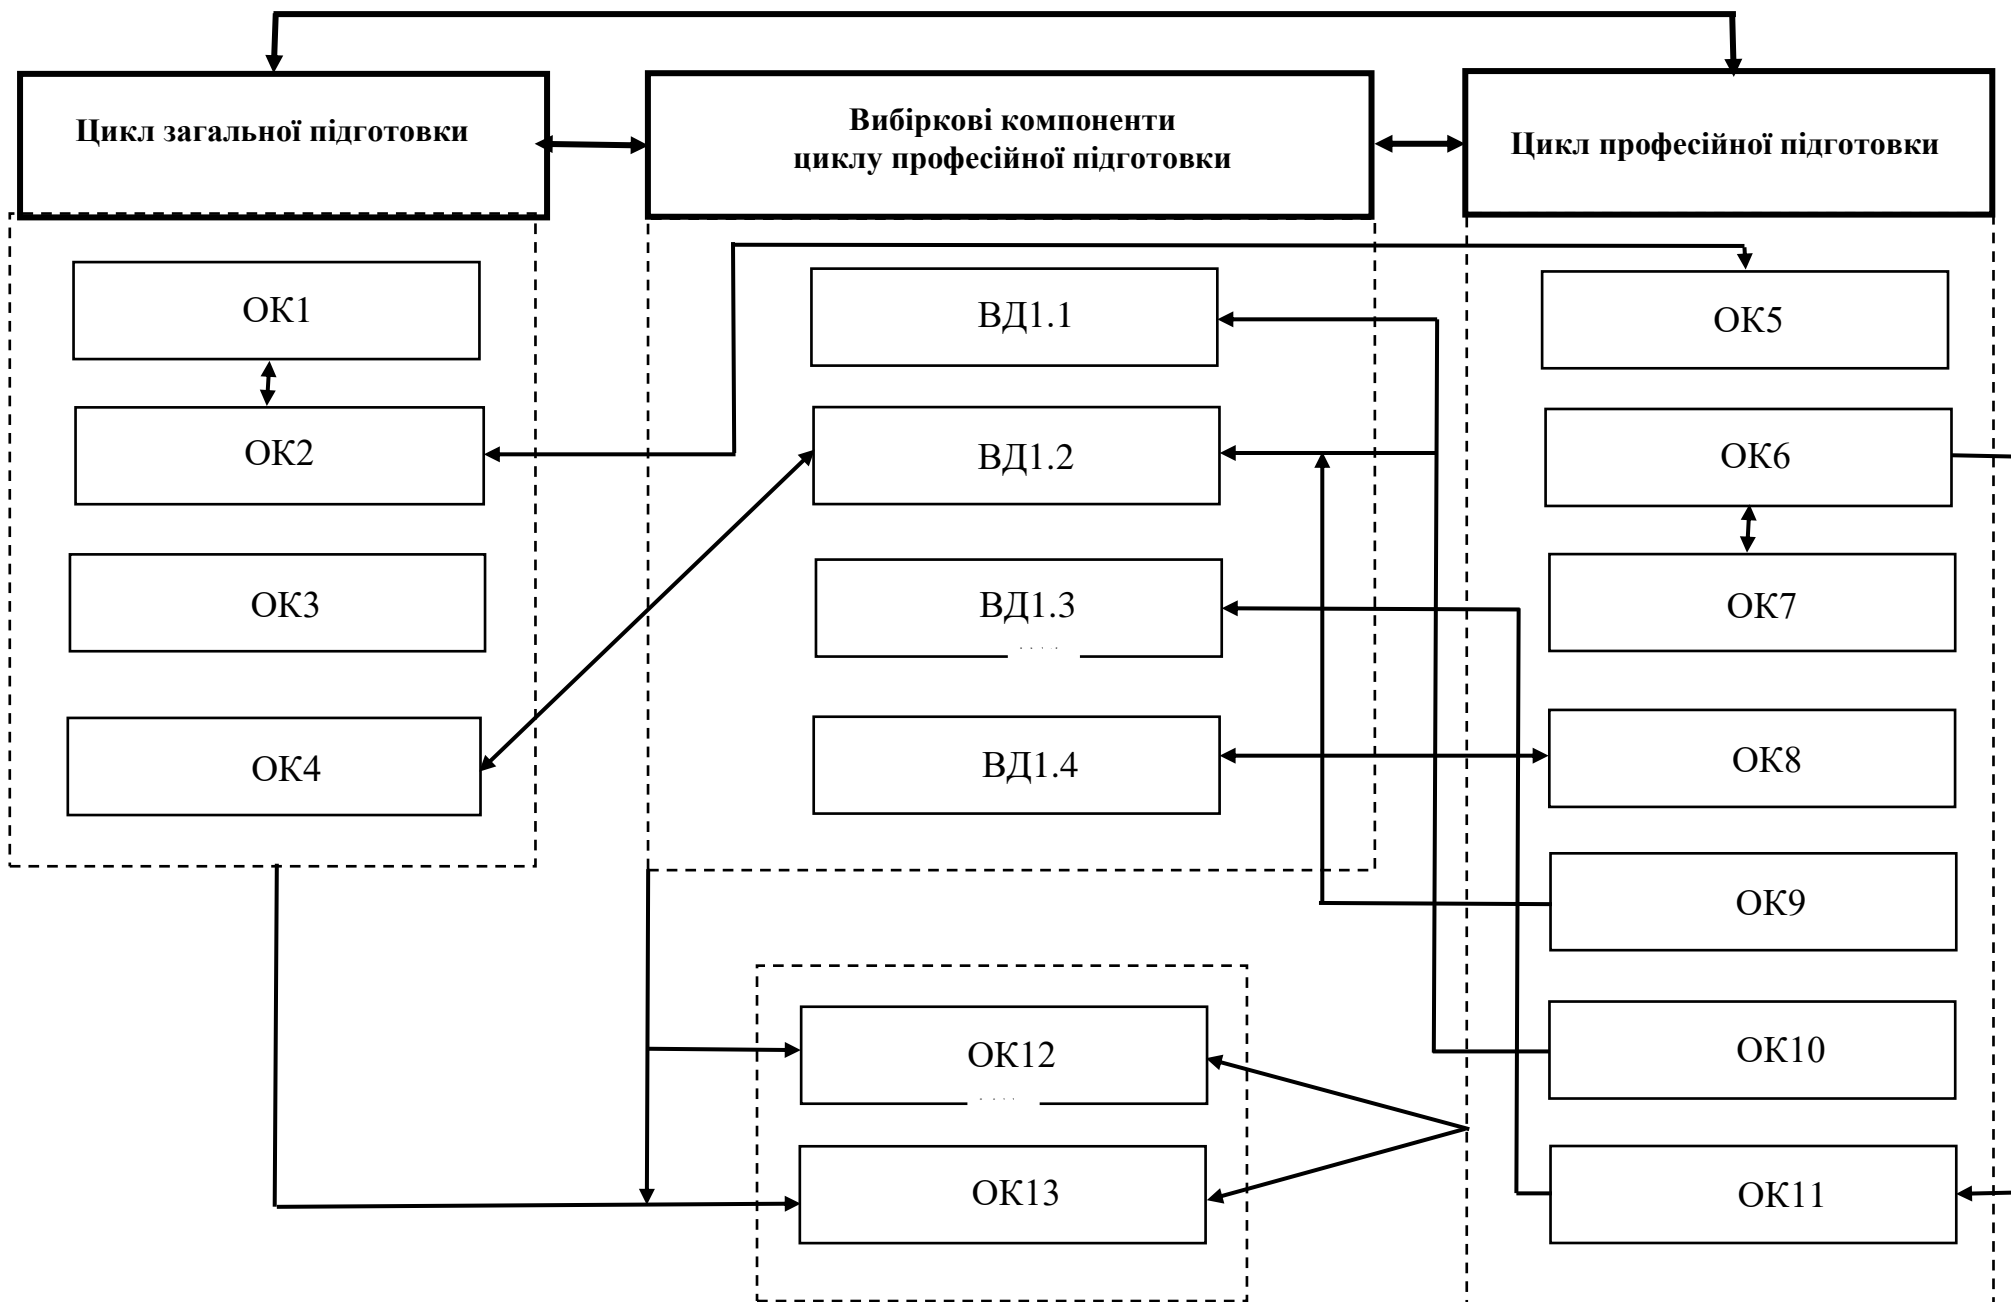 Цикл загальної підготовки
Вибіркові компоненти
циклу професійної підготовки
Цикл професійної підготовки
ОК1
ОК2
ОК3
ОК4
ВД1.1
ВД1.2
ВД1.3
ВД1.4
ОК12
ОК13
ОК5
ОК6
ОК7
ОК8
ОК9
ОК10
ОК11